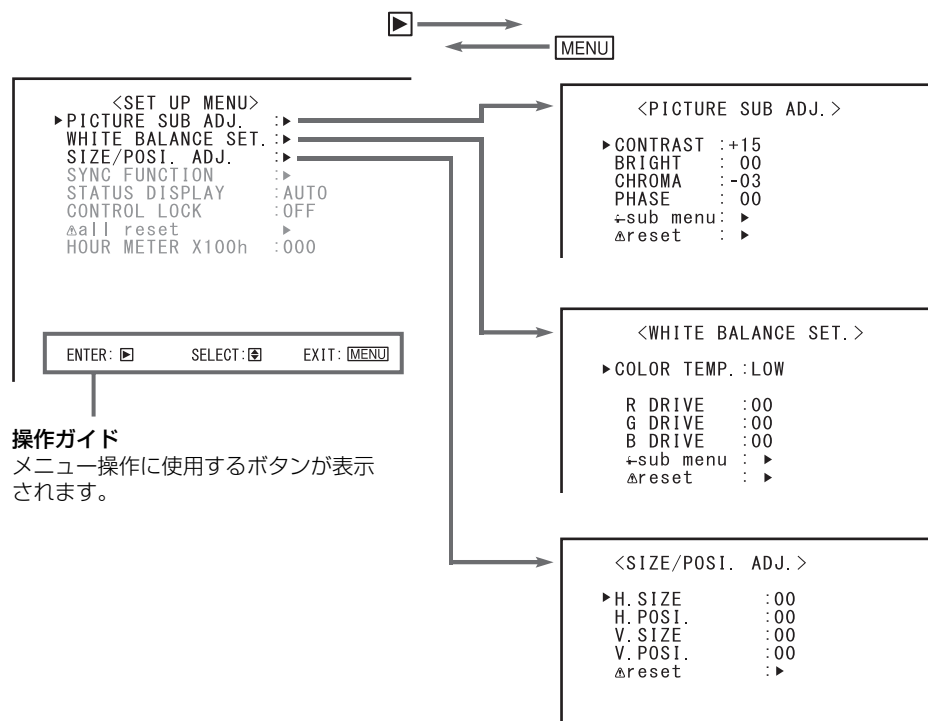 MENU
<SET UP MENU>
▶PICTURE SUB ADJ. :▶
WHITE BALANCE SET. :▶
SIZE/POSI. ADJ. :▶
SYNC FUNCTION :▶
STATUS DISPLAY :AUTO
CONTROL LOCK :OFF
⚠all reset ▶
HOUR METER X100h :000
ENTER: ▶ SELECT: EXIT: MENU
操作ガイド
メニュー操作に使用するボタンが表示
されます。
<PICTURE SUB ADJ.>
▶CONTRAST :+15
BRIGHT : 00
CHROMA :-03
PHASE : 00
sub menu: ▶
⚠reset : ▶
<WHITE BALANCE SET.>
▶COLOR TEMP. :LOW
R DRIVE :00
G DRIVE :00
B DRIVE :00
sub menu : ▶
⚠reset : ▶
<SIZE/POSI. ADJ.>
▶H.SIZE :00
H.POSI. :00
V.SIZE :00
V.POSI. :00
⚠reset :▶